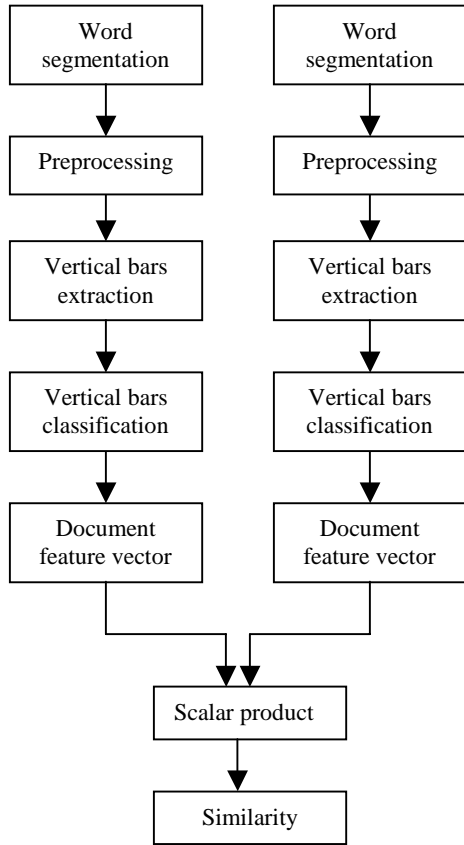 Word
segmentation
Preprocessing
Vertical bars
extraction
Vertical bars
classification
Document
feature vector
Word
segmentation
Preprocessing
Vertical bars
extraction
Vertical bars
classification
Document
feature vector
Scalar product
Similarity